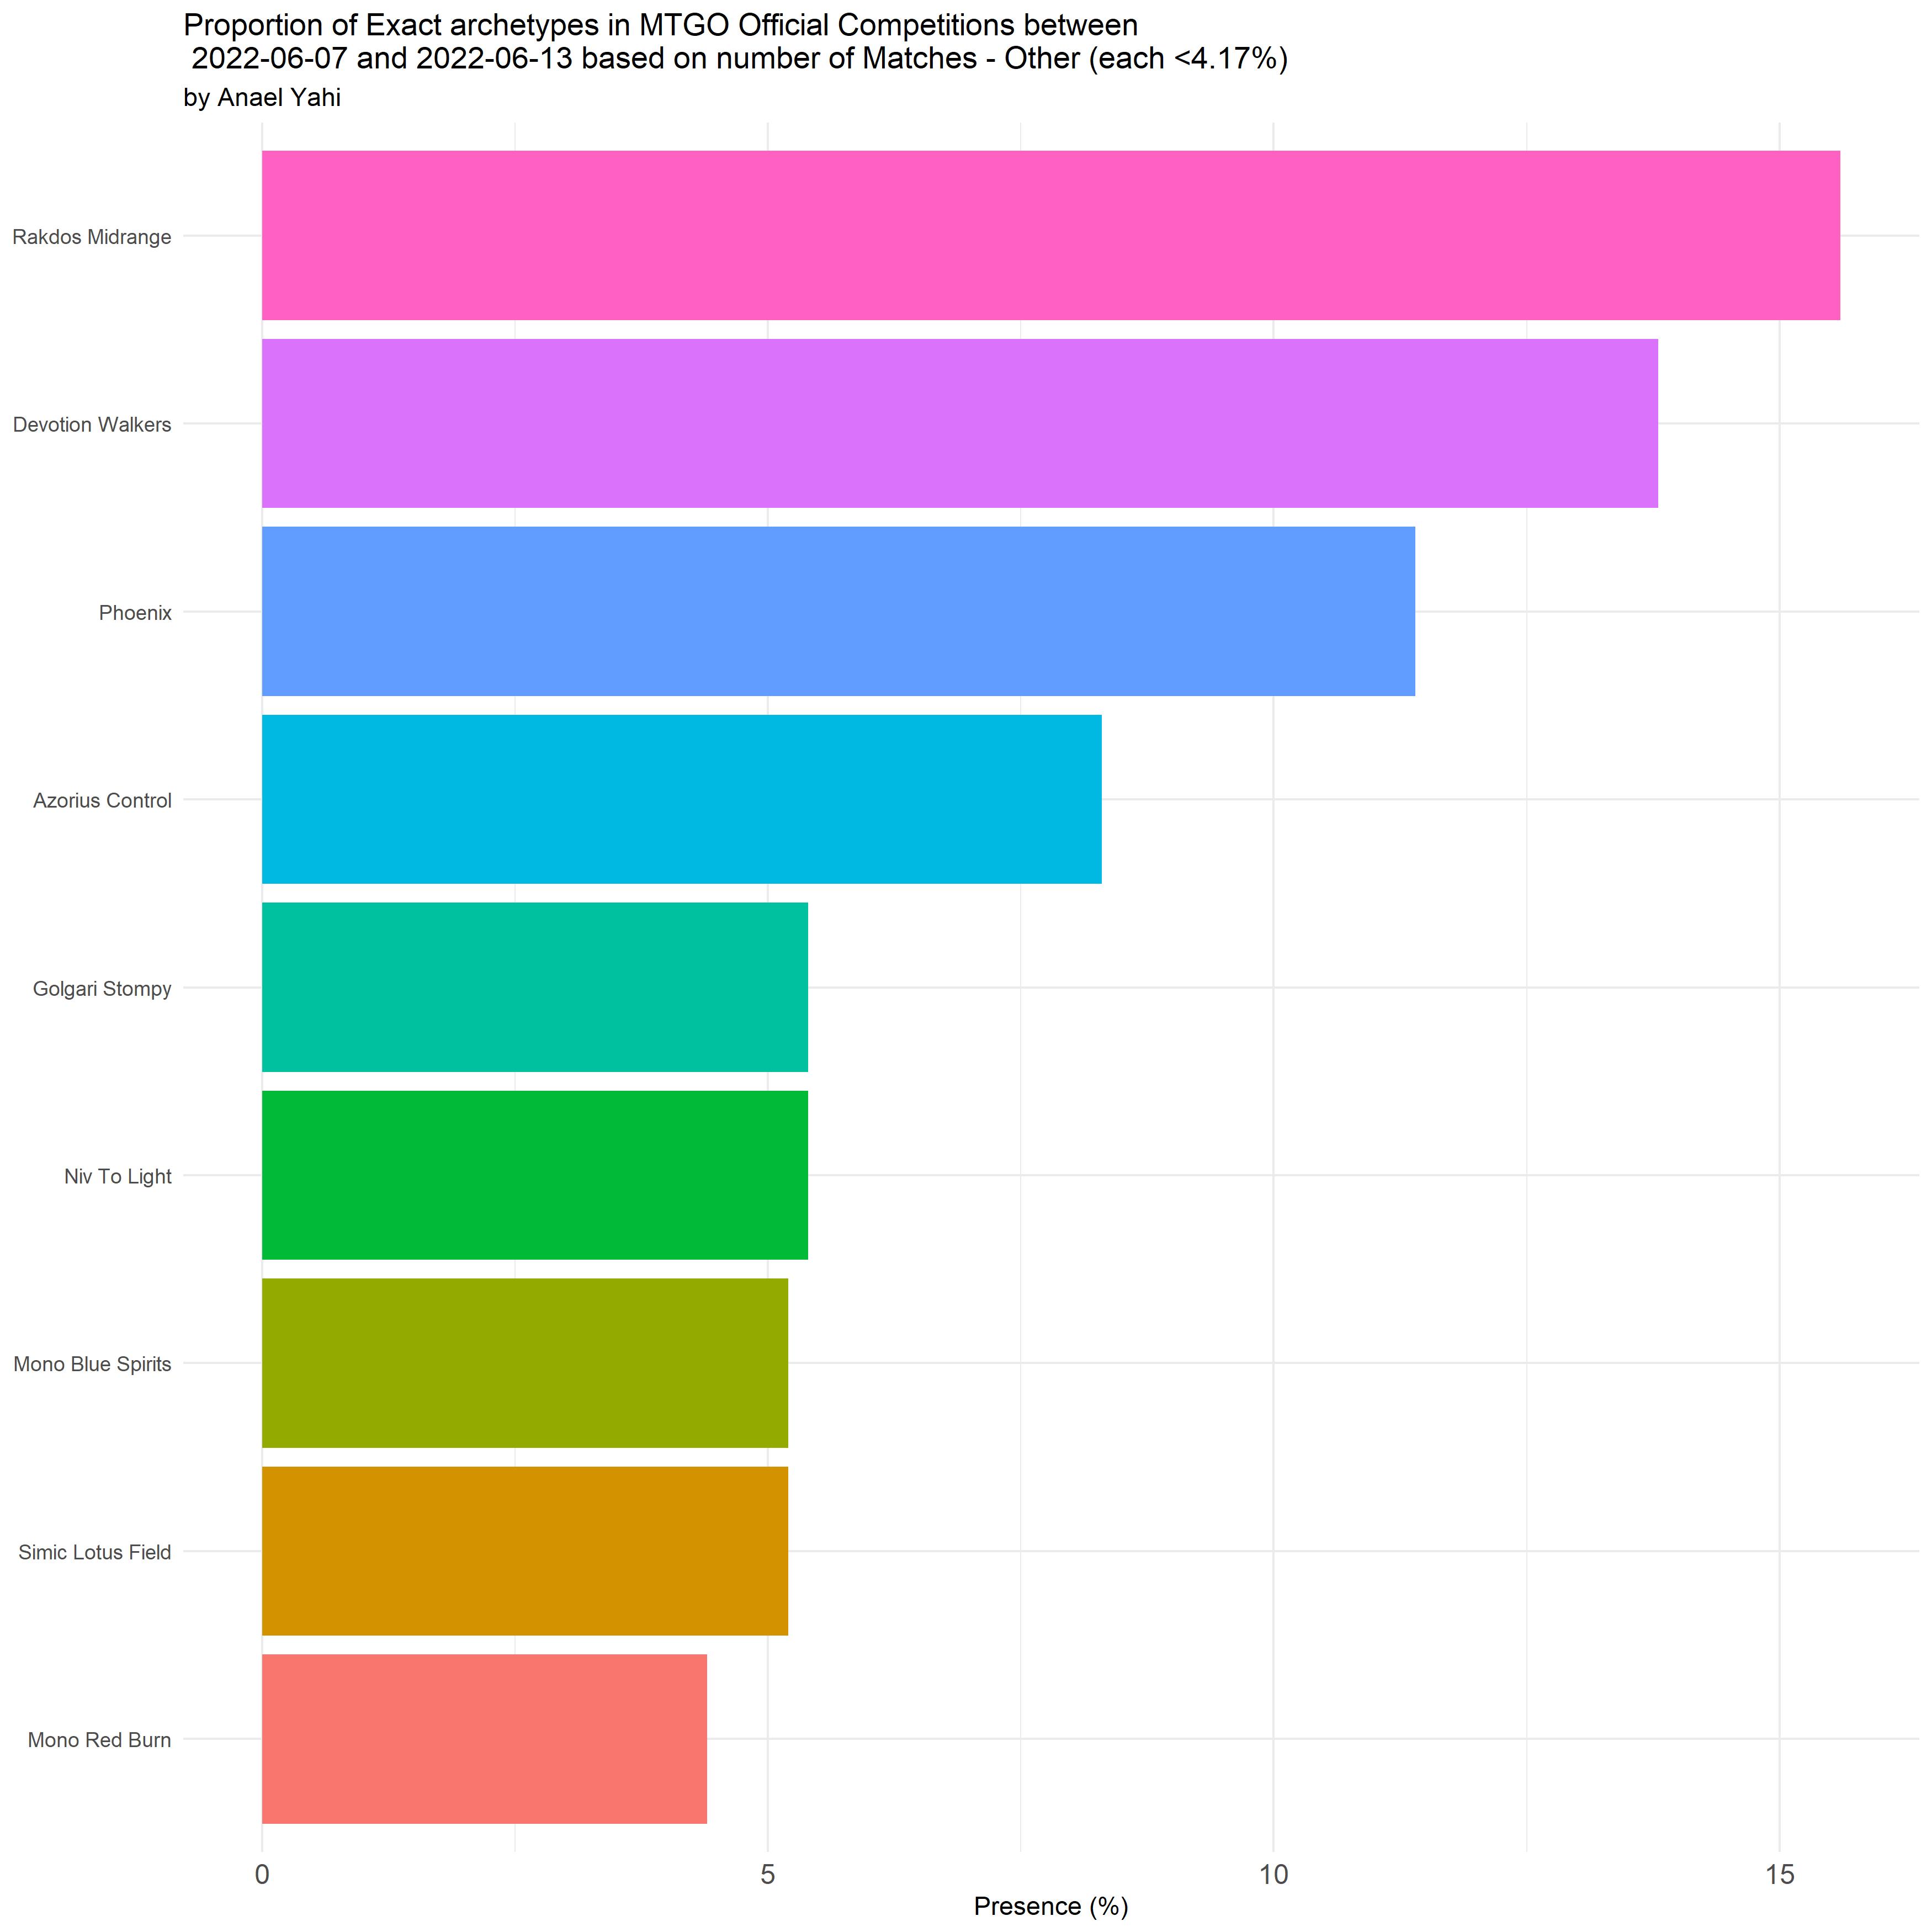 Proportion of Exact archetypes in MTGO Official Competitions between
2022-06-07 and 2022-06-13 based on number of Matches - Other (each <4.17%)
by Anael Yahi
Rakdos Midrange
Devotion Walkers
Phoenix
Azorius Control
Golgari Stompy
Niv To Light
Mono Blue Spirits
Simic Lotus Field
Mono Red Burn
0 5 10 15
Presence (%)